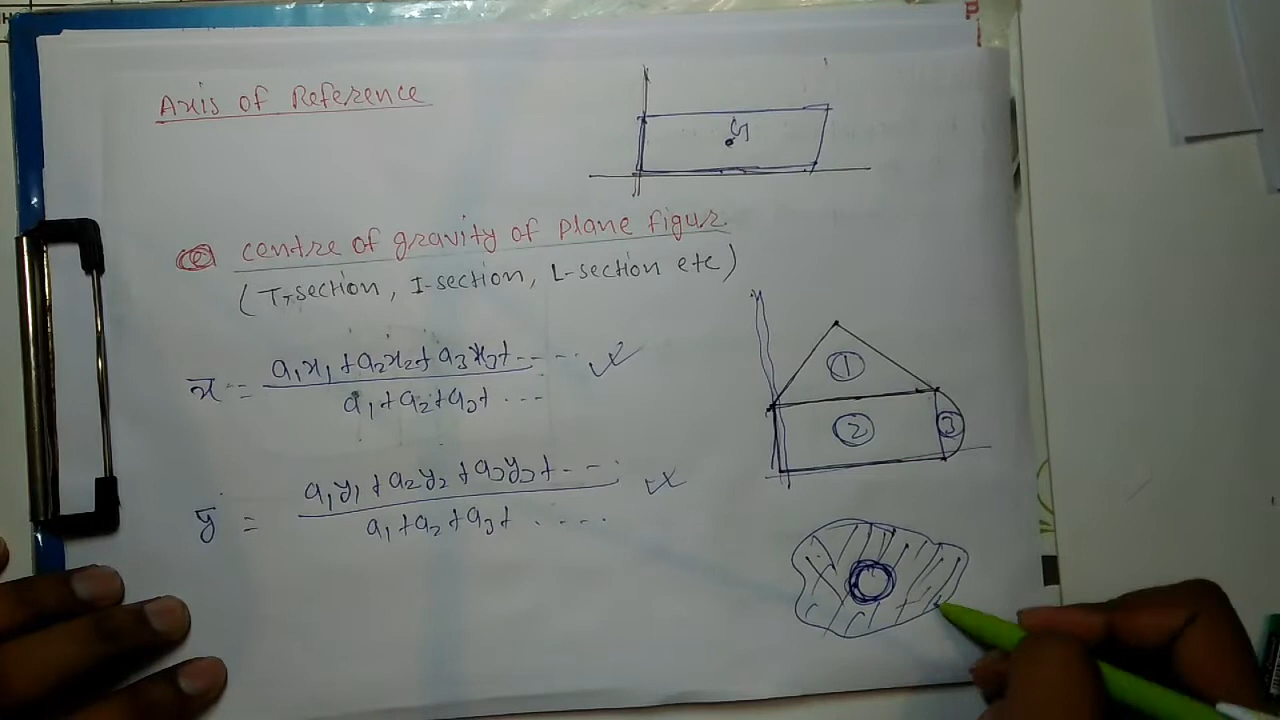 Axis of Reference
G
centre of gravity of plane figur
(T-section, I-section, L-section etc)
x̄ = a₁x₁+a₂x₂+a₃x₃+-----
a₁+a₂+a₃+ ...
ȳ = a₁y₁+a₂y₂+a₃y₃+---
a₁+a₂+a₃+ .....
1
2
3